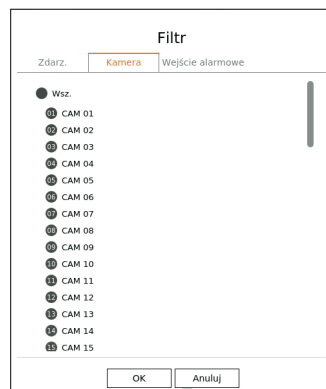 Filtr
Zdarz. Kamera Wejście alarmowe
Wsz.
01 CAM 01
02 CAM 02
03 CAM 03
04 CAM 04
05 CAM 05
06 CAM 06
07 CAM 07
08 CAM 08
09 CAM 09
10 CAM 10
11 CAM 11
12 CAM 12
13 CAM 13
14 CAM 14
15 CAM 15
OK Anuluj